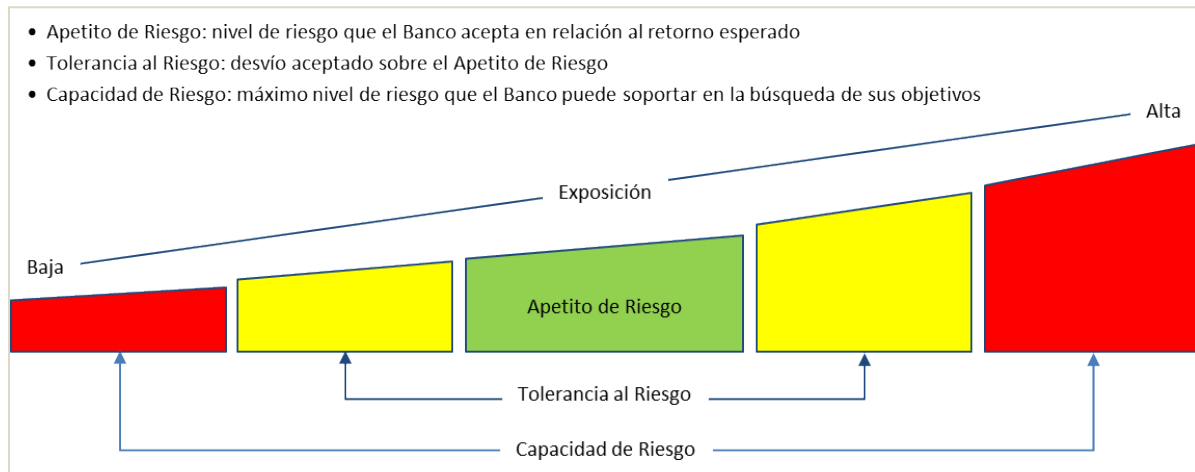 • Apetito de Riesgo: nivel de riesgo que el Banco acepta en relación al retorno esperado
• Tolerancia al Riesgo: desvío aceptado sobre el Apetito de Riesgo
• Capacidad de Riesgo: máximo nivel de riesgo que el Banco puede soportar en la búsqueda de sus objetivos
Alta
Exposición
Baja
Apetito de Riesgo
Tolerancia al Riesgo
Capacidad de Riesgo